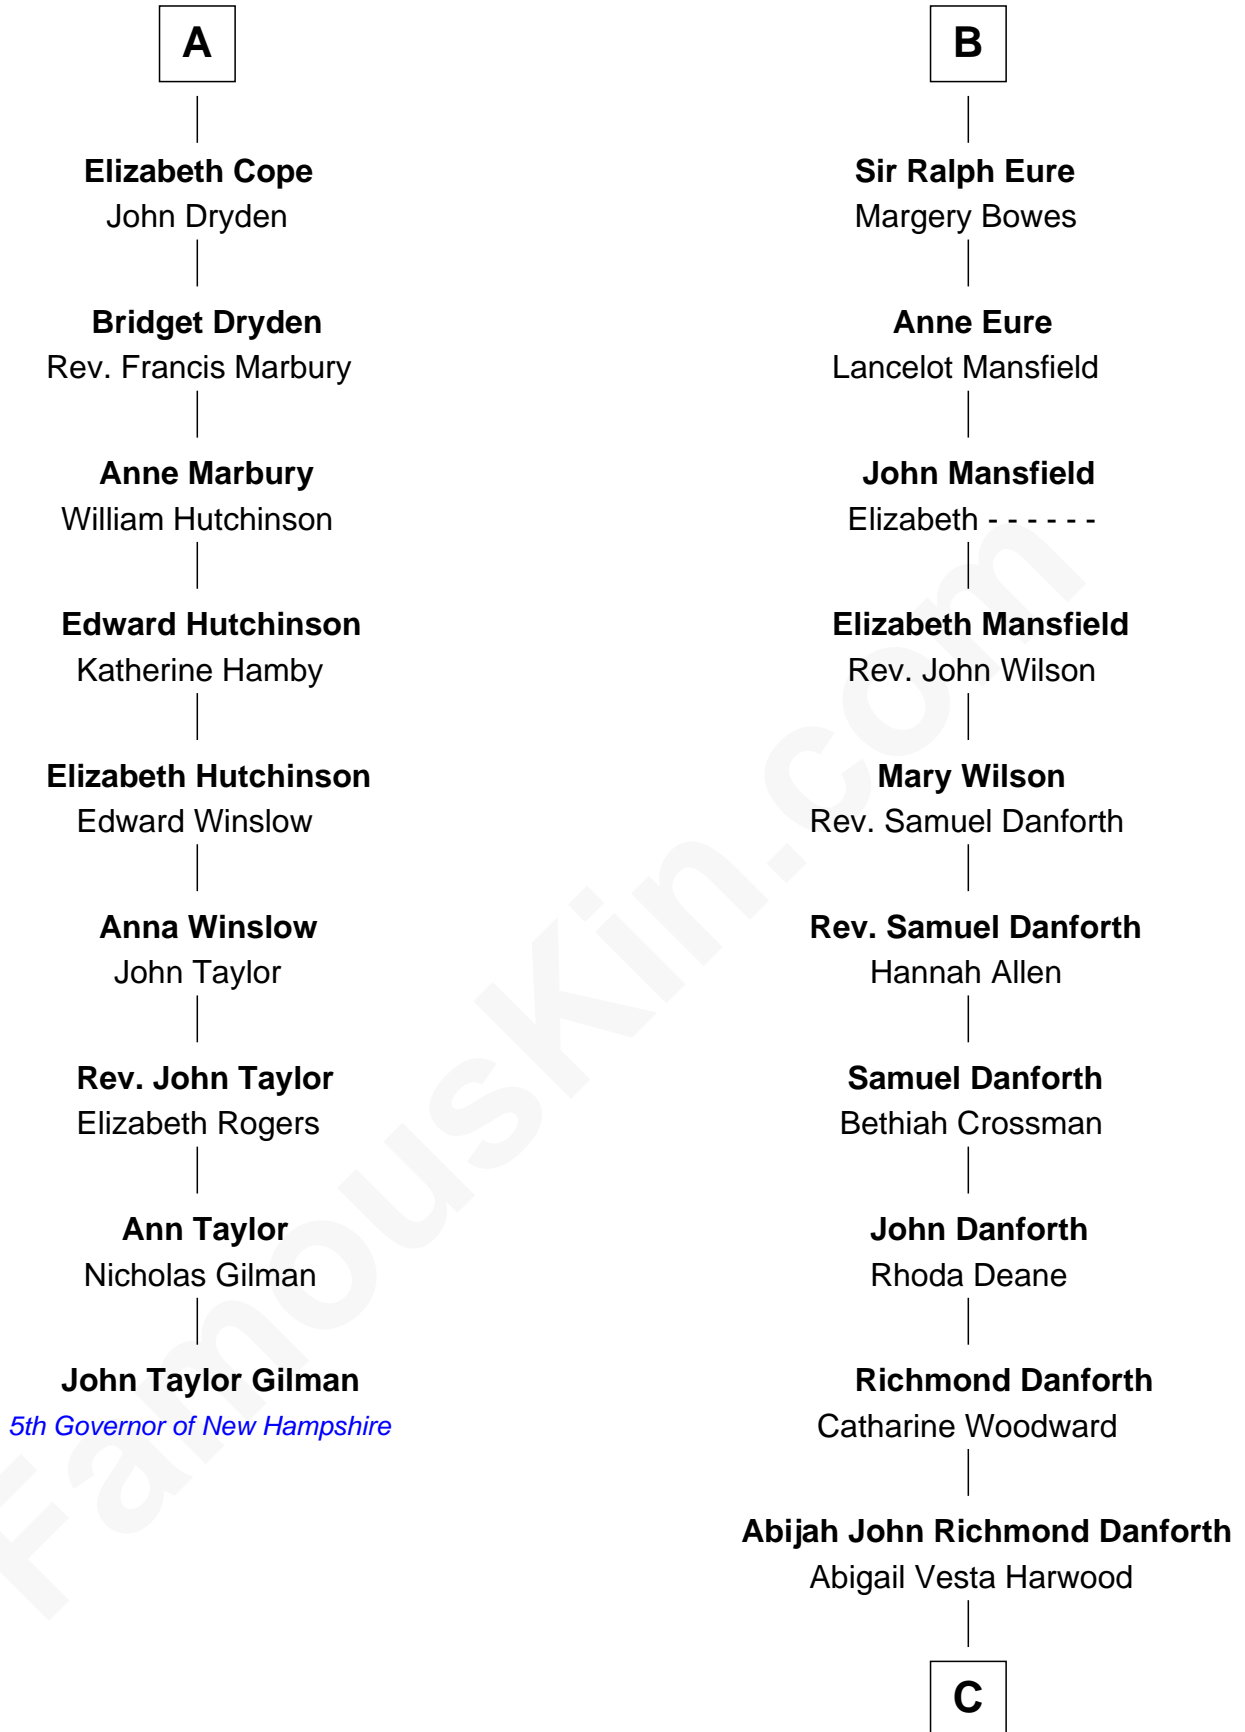 A
Elizabeth Cope
John Dryden
Bridget Dryden
Rev. Francis Marbury
Anne Marbury
William Hutchinson
Edward Hutchinson
Katherine Hamby
Elizabeth Hutchinson
Edward Winslow
Anna Winslow
John Taylor
Rev. John Taylor
Elizabeth Rogers
Ann Taylor
Nicholas Gilman
John Taylor Gilman
5th Governor of New Hampshire
B
Sir Ralph Eure
Margery Bowes
Anne Eure
Lancelot Mansfield
John Mansfield
Elizabeth - - - - - -
Elizabeth Mansfield
Rev. John Wilson
Mary Wilson
Rev. Samuel Danforth
Rev. Samuel Danforth
Hannah Allen
Samuel Danforth
Bethiah Crossman
John Danforth
Rhoda Deane
Richmond Danforth
Catharine Woodward
Abijah John Richmond Danforth
Abigail Vesta Harwood
C
FamousKin.com